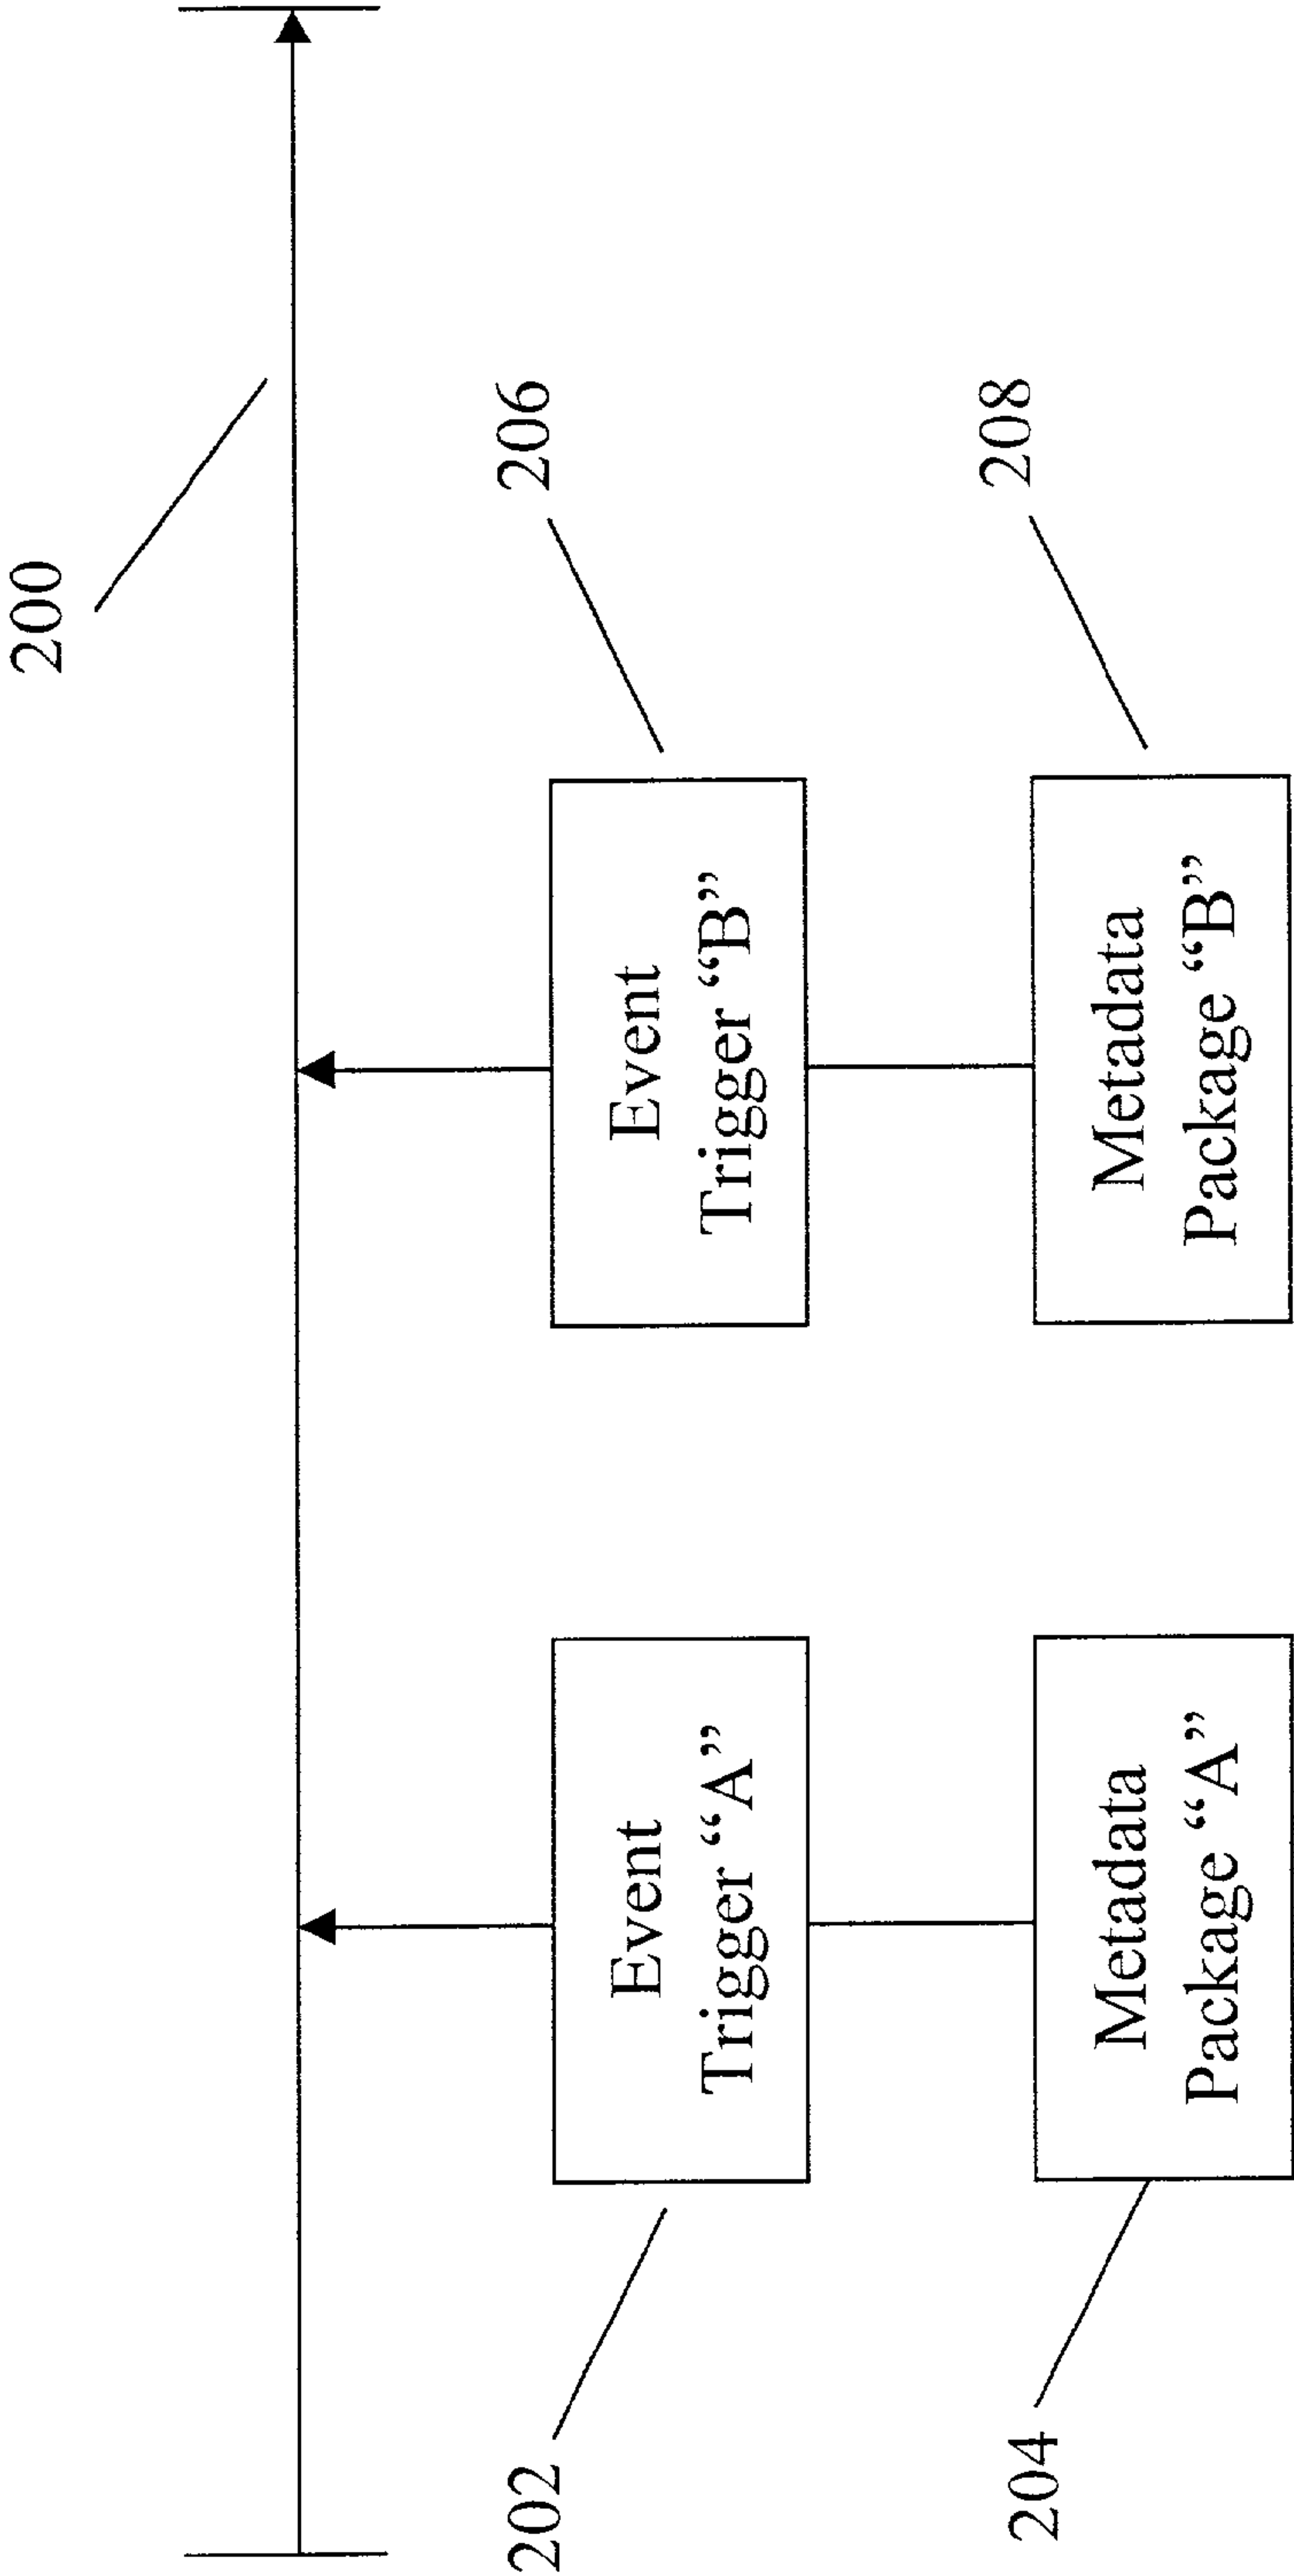 200
206
Event
Trigger “B”
208
Metadata
Package “B”
202
Event
Trigger “A”
204
Metadata
Package “A”